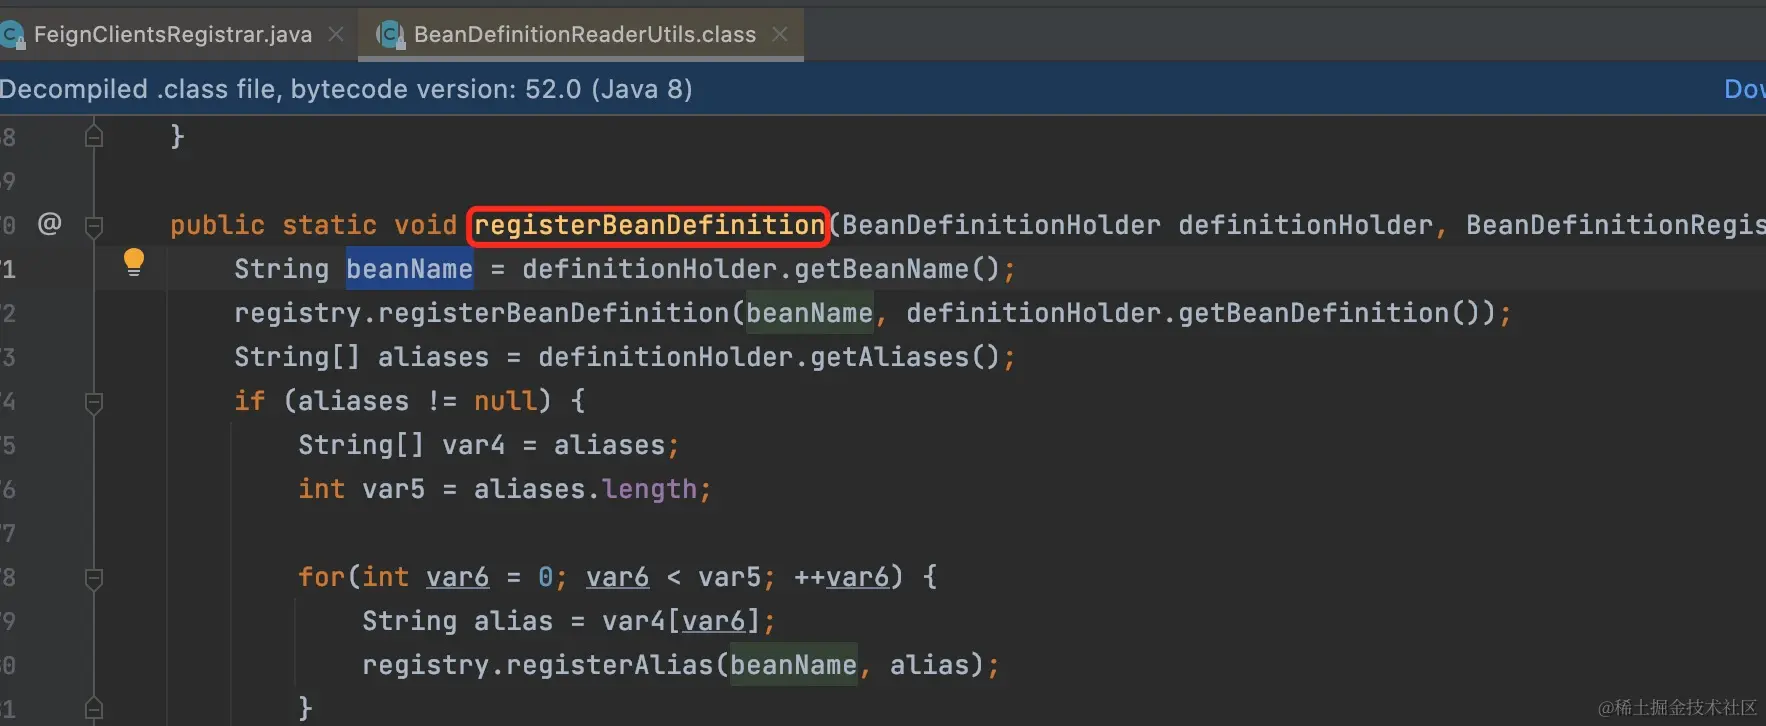 FeignClientsRegistrar.java BeanDefinitionReaderUtils.class
Decompiled .class file, bytecode version: 52.0 (Java 8) Dow
8 }
9
0 @ public static void registerBeanDefinition(BeanDefinitionHolder definitionHolder, BeanDefinitionRegis
1 String beanName = definitionHolder.getBeanName();
2 registry.registerBeanDefinition(beanName, definitionHolder.getBeanDefinition());
3 String[] aliases = definitionHolder.getAliases();
4 if (aliases != null) {
5 String[] var4 = aliases;
6 int var5 = aliases.length;
7
8 for(int var6 = 0; var6 < var5; ++var6) {
9 String alias = var4[var6];
0 registry.registerAlias(beanName, alias);
1 }
@稀土掘金技术社区